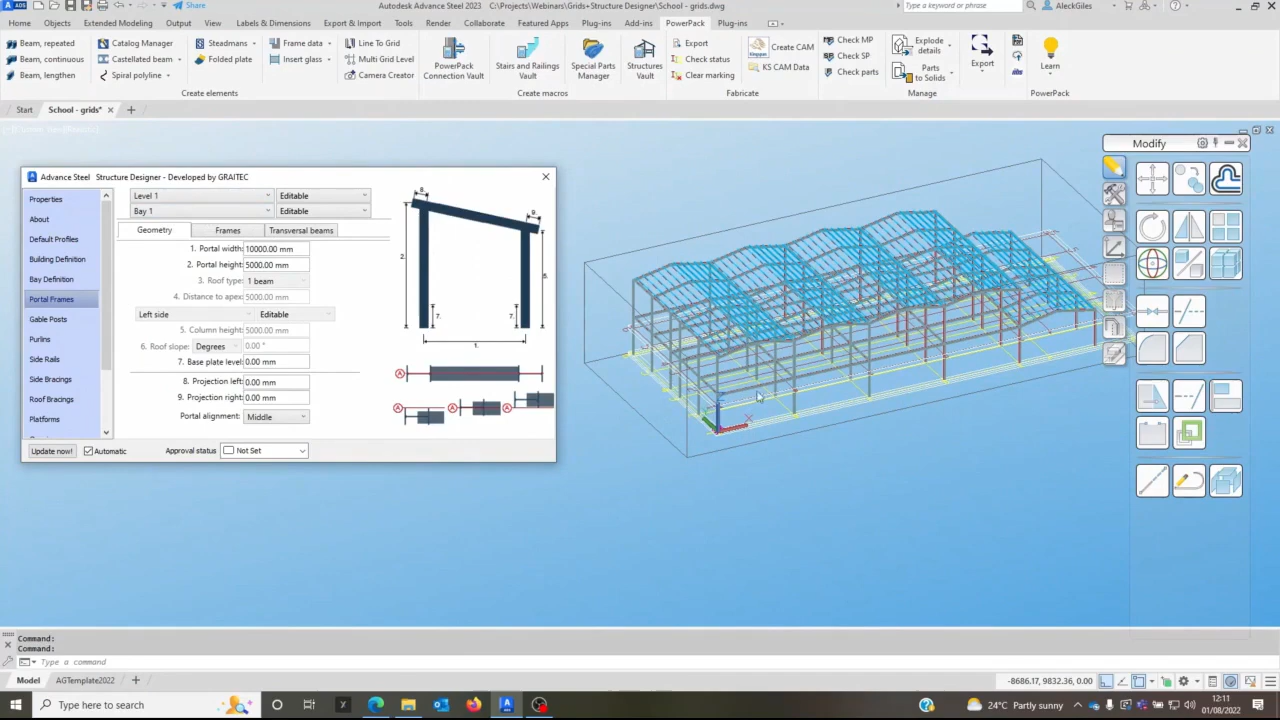 Share
Autodesk Advance Steel 2023 C:\Projects\Webinars\Grids+Structure Designer\School - grids.dwg
Type a keyword or phrase
AleckGiles
Home Objects Extended Modeling Output View Labels & Dimensions Export & Import Tools Render Collaborate Featured Apps Plug-ins Add-ins PowerPack Plug-ins
Beam, repeated
Beam, continuous
Beam, lengthen
Catalog Manager
Castellated beam
Spiral polyline
Steadmans
Folded plate
Frame data
Insert glass
Line To Grid
Multi Grid Level
Camera Creator
Create elements
PowerPack
Connection Vault
Stairs and Railings
Vault
Special Parts
Manager
Structures
Vault
Create macros
Export
Check status
Clear marking
Kingspan
Create CAM
KS CAM Data
Fabricate
Check MP
Check SP
Check parts
Explode
details
Parts
to Solids
Export
Manage
Learn
PowerPack
Start School - grids*
Modify
Advance Steel Structure Designer - Developed by GRAITEC
Properties
About
Default Profiles
Building Definition
Bay Definition
Portal Frames
Gable Posts
Purlins
Side Rails
Side Bracings
Roof Bracings
Platforms
Level 1 Editable
Bay 1 Editable
Geometry Frames Transversal beams
1. Portal width: 10000.00 mm
2. Portal height: 5000.00 mm
3. Roof type: 1 beam
4. Distance to apex: 5000.00 mm
Left side Editable
5. Column height: 5000.00 mm
6. Roof slope: Degrees 0.00 °
7. Base plate level: 0.00 mm
8. Projection left: 0.00 mm
9. Projection right: 0.00 mm
Portal alignment: Middle
8.
9.
2.
5.
7. 7.
1.
A
A A A
Update now! Automatic Approval status Not Set
X
Command:
Command:
Type a command
Model AGTemplate2022
-8686.17, 9832.36, 0.00
Type here to search
24°C Partly sunny
12:11
01/08/2022